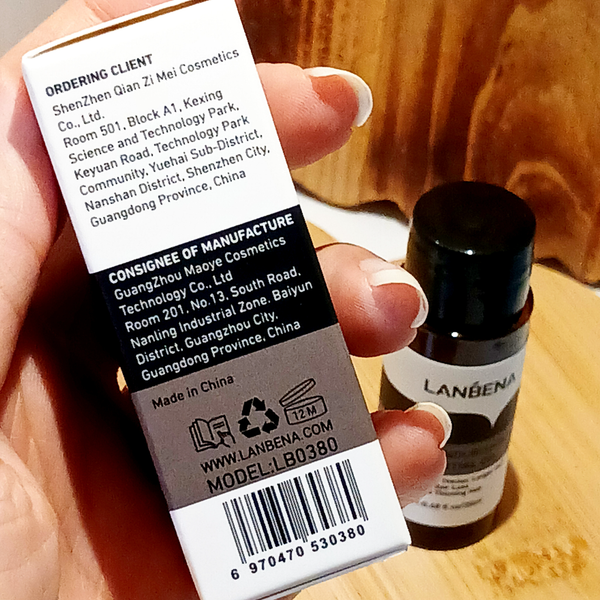 ORDERING CLIENT
ShenZhen Qian Zi Mei Cosmetics
Co., Ltd.
Room 501, Block A1, Kexing
Science and Technology Park,
Keyuan Road, Technology Park
Community, Yuehai Sub-District,
Nanshan District, Shenzhen City,
Guangdong Province, China
CONSIGNEE OF MANUFACTURE
GuangZhou Maoye Cosmetics
Technology Co., Ltd
Room 201, No.13, South Road,
Nanling Industrial Zone, Baiyun
District, Guangzhou City,
Guangdong Province, China
Made in China
12M
WWW.LANBENA.COM
MODEL:LB0380
6 970470 530380
LANBENA